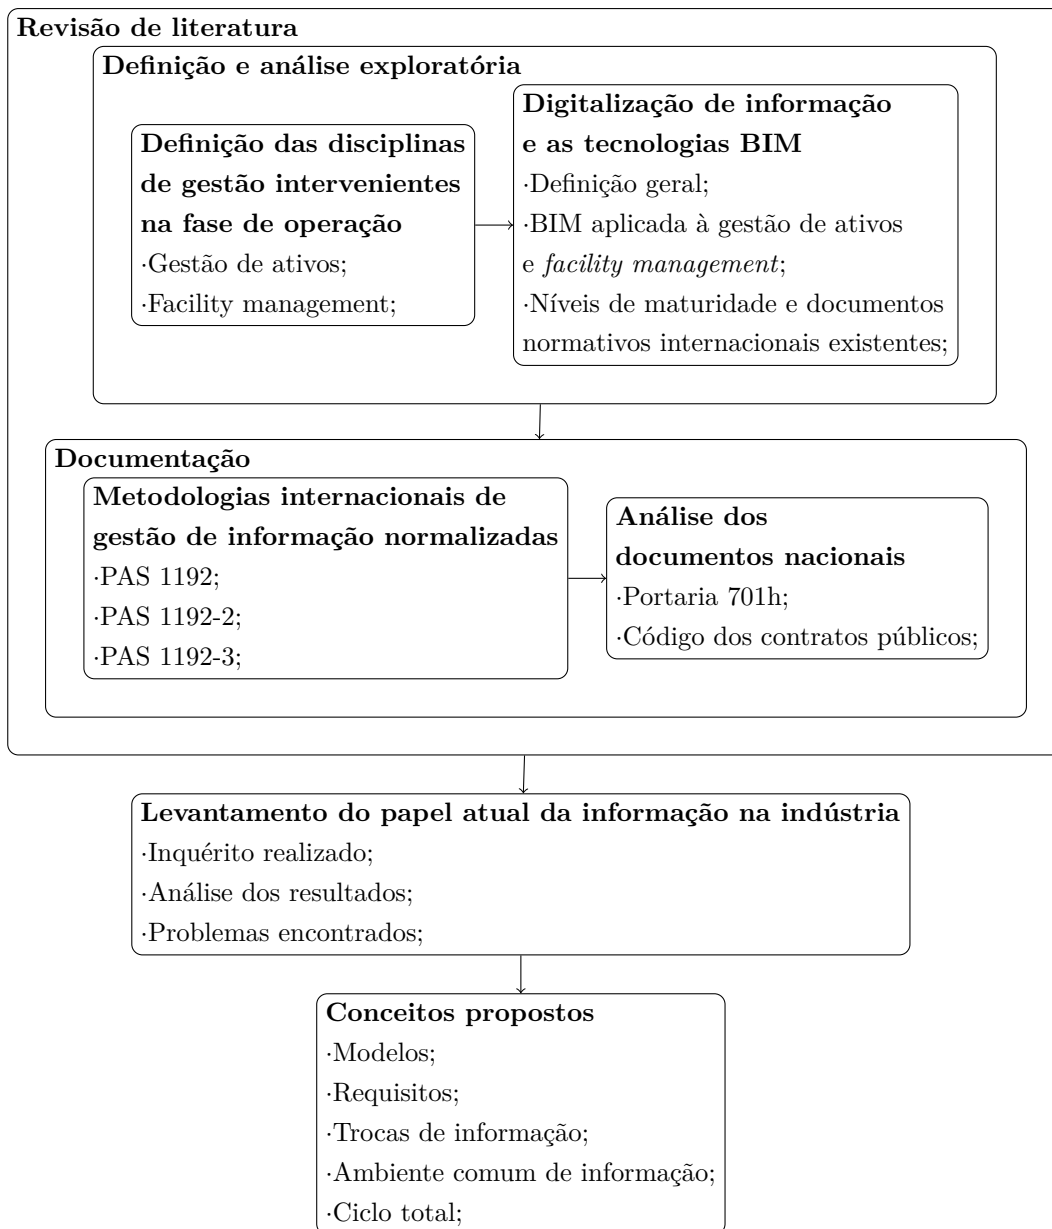 Revisão de literatura
Definição e análise exploratória
Definição das disciplinas
de gestão intervenientes
na fase de operação
·Gestão de ativos;
·Facility management;
Digitalização de informação
e as tecnologias BIM
·Definição geral;
·BIM aplicada à gestão de ativos
e facility management;
·Níveis de maturidade e documentos
normativos internacionais existentes;
Documentação
Metodologias internacionais de
gestão de informação normalizadas
·PAS 1192;
·PAS 1192-2;
·PAS 1192-3;
Análise dos
documentos nacionais
·Portaria 701h;
·Código dos contratos públicos;
Levantamento do papel atual da informação na indústria
·Inquérito realizado;
·Análise dos resultados;
·Problemas encontrados;
Conceitos propostos
·Modelos;
·Requisitos;
·Trocas de informação;
·Ambiente comum de informação;
·Ciclo total;